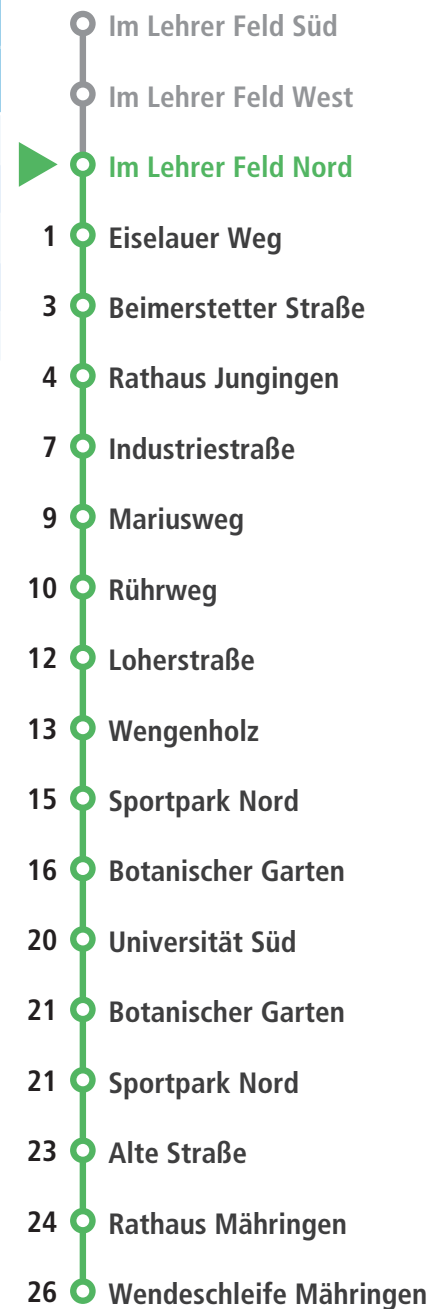 Im Lehrer Feld Süd
Im Lehrer Feld West
Im Lehrer Feld Nord
1 Eiselauer Weg
3 Beimerstetter Straße
4 Rathaus Jungingen
7 Industriestraße
9 Mariusweg
10 Rührweg
12 Loherstraße
13 Wengenholz
15 Sportpark Nord
16 Botanischer Garten
20 Universität Süd
21 Botanischer Garten
21 Sportpark Nord
23 Alte Straße
24 Rathaus Mähringen
26 Wendeschleife Mähringen